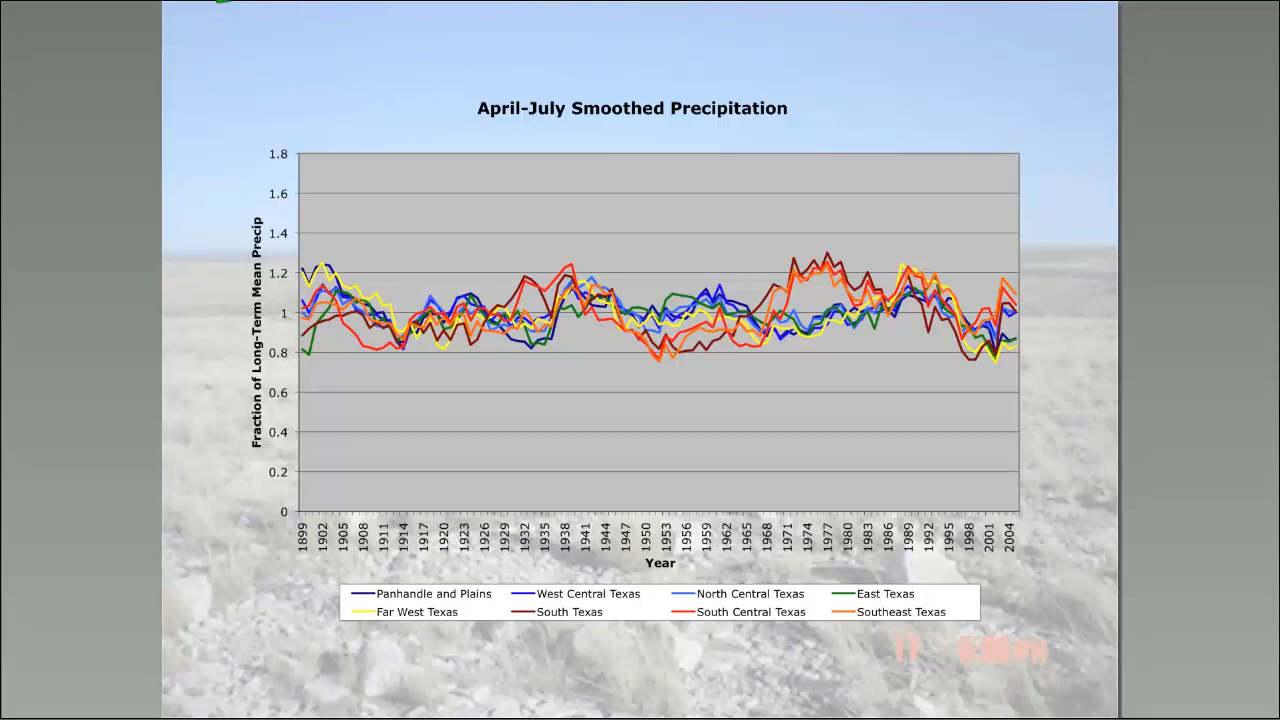 April-July Smoothed Precipitation
Fraction of Long-Term Mean Precip
1.8
1.6
1.4
1.2
1
0.8
0.6
0.4
0.2
0
1899 1902 1905 1908 1911 1914 1917 1920 1923 1926 1929 1932 1935 1938 1941 1944 1947 1950 1953 1956 1959 1962 1965 1968 1971 1974 1977 1980 1983 1986 1989 1992 1995 1998 2001 2004
Year
Panhandle and Plains West Central Texas North Central Texas East Texas
Far West Texas South Texas South Central Texas Southeast Texas
17